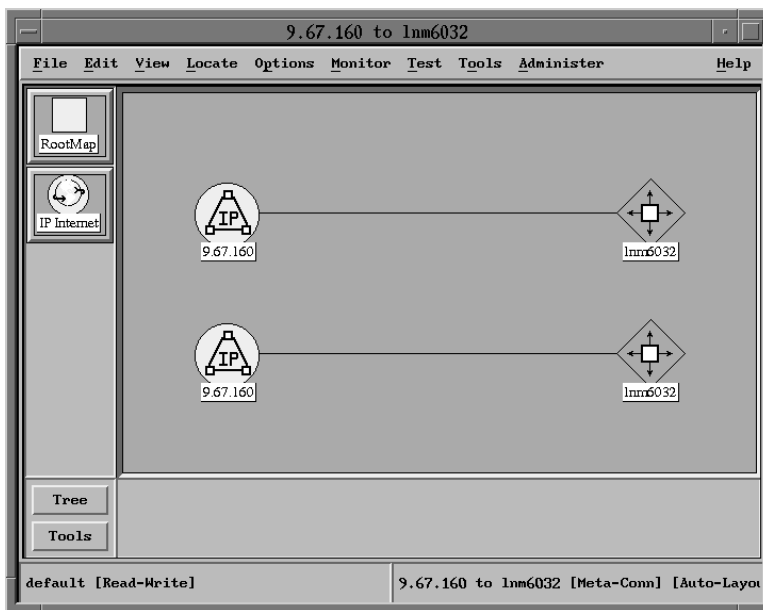 9.67.160 to lnm6032
File Edit View Locate Options Monitor Test Tools Administer Help
RootMap
IP Internet
IP
9.67.160
lnm6032
IP
9.67.160
lnm6032
Tree
Tools
default [Read-Write]
9.67.160 to lnm6032 [Meta-Conn] [Auto-Layou